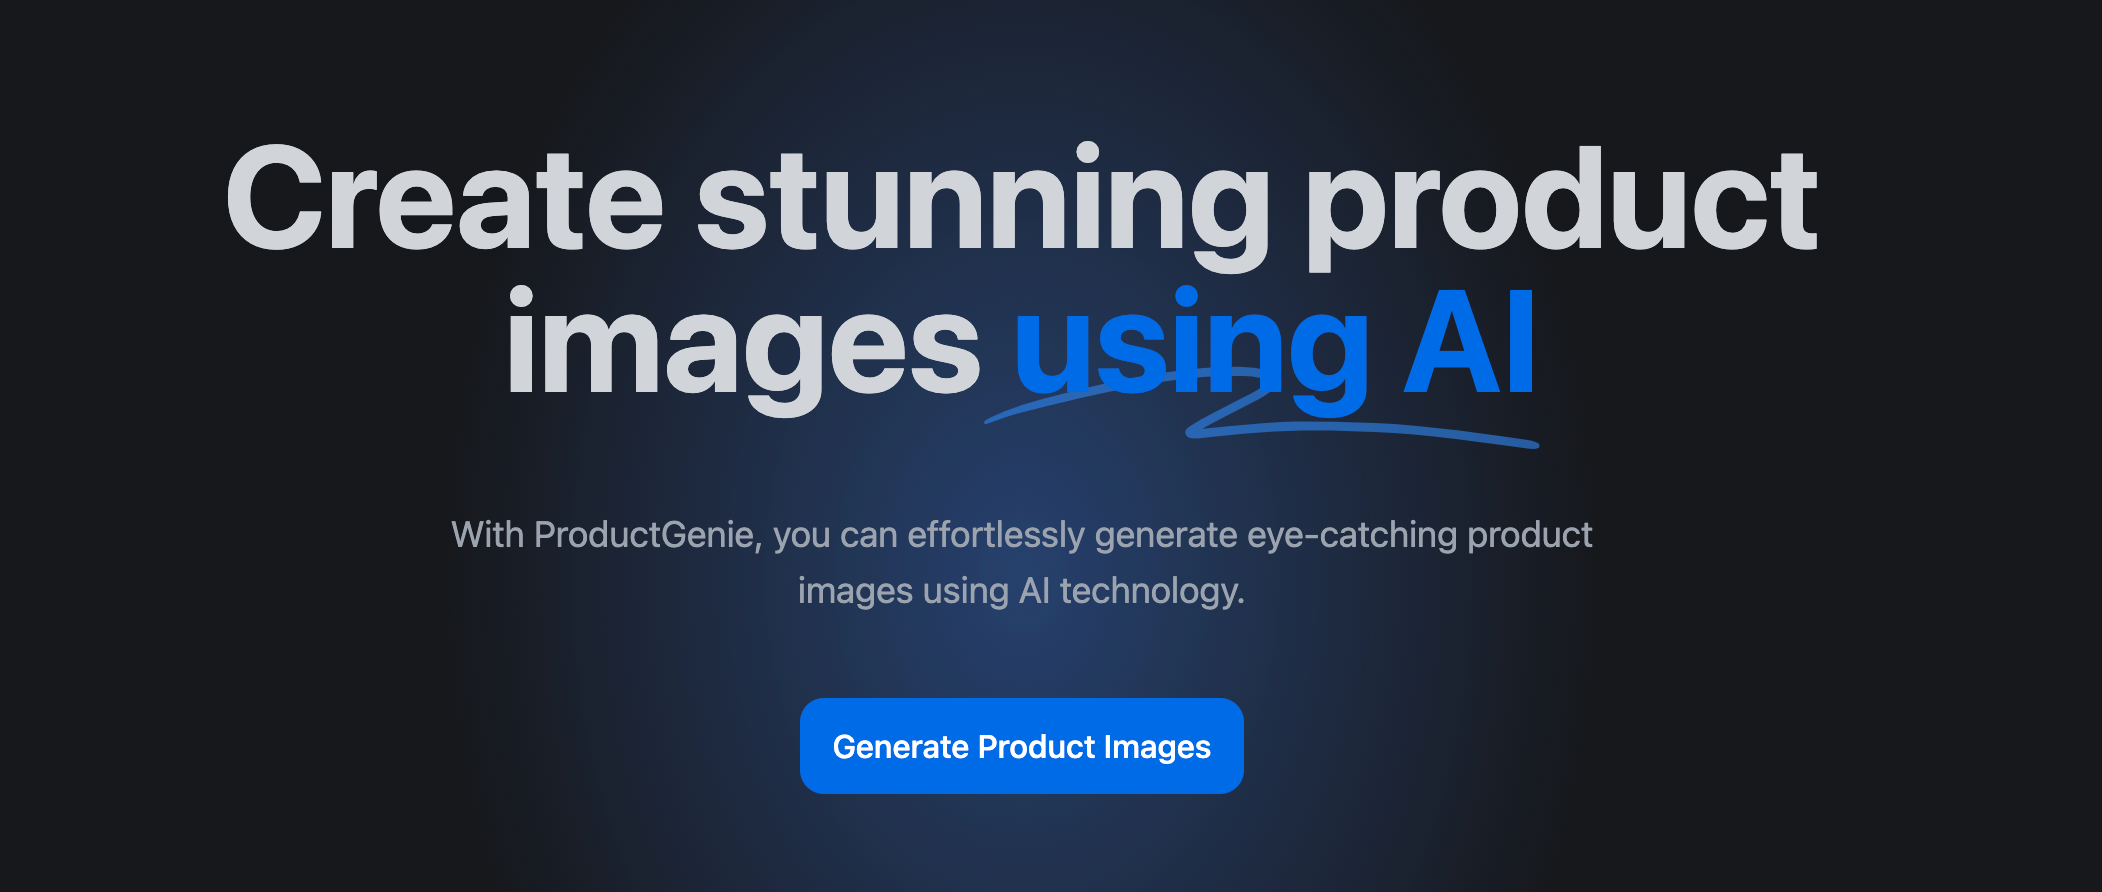 Create stunning product
images using AI
With ProductGenie, you can effortlessly generate eye-catching product
images using AI technology.
Generate Product Images